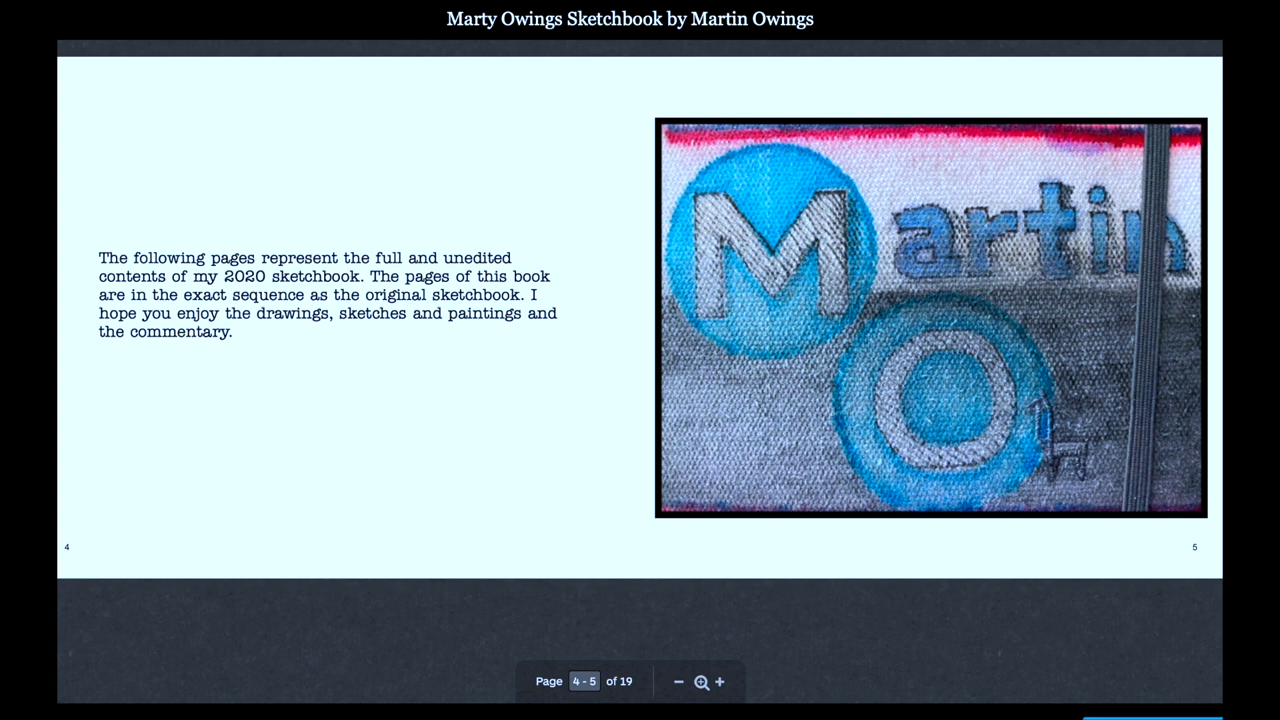 Marty Owings Sketchbook by Martin Owings
The following pages represent the full and unedited
contents of my 2020 sketchbook. The pages of this book
are in the exact sequence as the original sketchbook. I
hope you enjoy the drawings, sketches and paintings and
the commentary.
Martin
O
4
5
Page 4 - 5 of 19